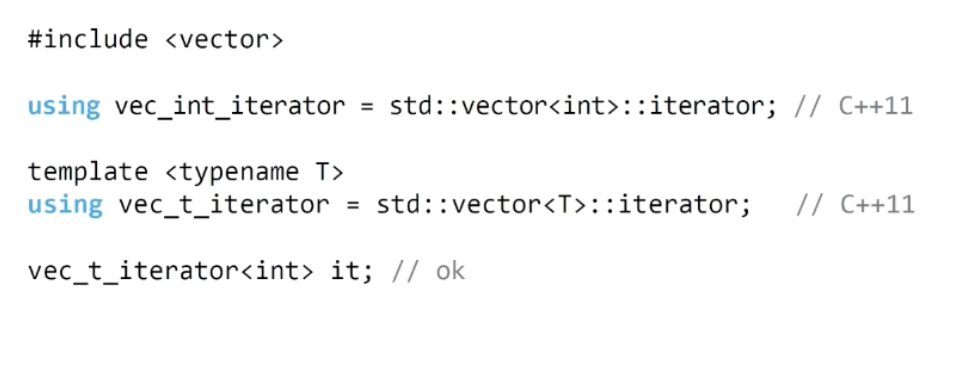 #include <vector>
using vec_int_iterator = std::vector<int>::iterator; // C++11
template <typename T>
using vec_t_iterator = std::vector<T>::iterator; // C++11
vec_t_iterator<int> it; // ok